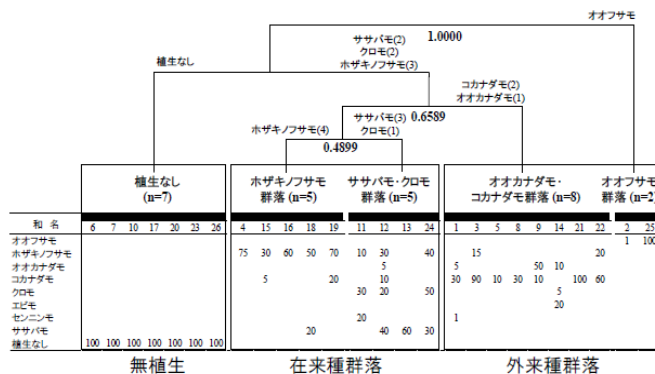 オオフサモ
ササバモ(2) 1.0000
クロモ(2)
植生なし ホザキノフサモ(3)
コカナダモ(2)
オオカナダモ(1)
ササバモ(3) 0.6589
ホザキノフサモ(4) クロモ(1)
0.4899
植生なし ホザキノフサモ ササバモ・クロモ オオカナダモ・ オオフサモ
(n=7) 群落 (n=5) 群落 (n=5) コカナダモ群落 (n=8) 群落 (n=2)
和 名 6 7 10 17 20 23 26 4 15 16 18 19 11 12 13 24 1 3 5 8 9 14 21 22 2 25
オオフサモ 1 100
ホザキノフサモ 75 30 60 50 70 10 30 40 15 20
オオカナダモ 5 5 50 10
コカナダモ 5 20 10 30 90 10 30 10 100 60
クロモ 30 20 50 5
エビモ 20
センニンモ 20 1
ササバモ 20 40 60 30
植生なし 100 100 100 100 100 100 100
無植生 在来種群落 外来種群落